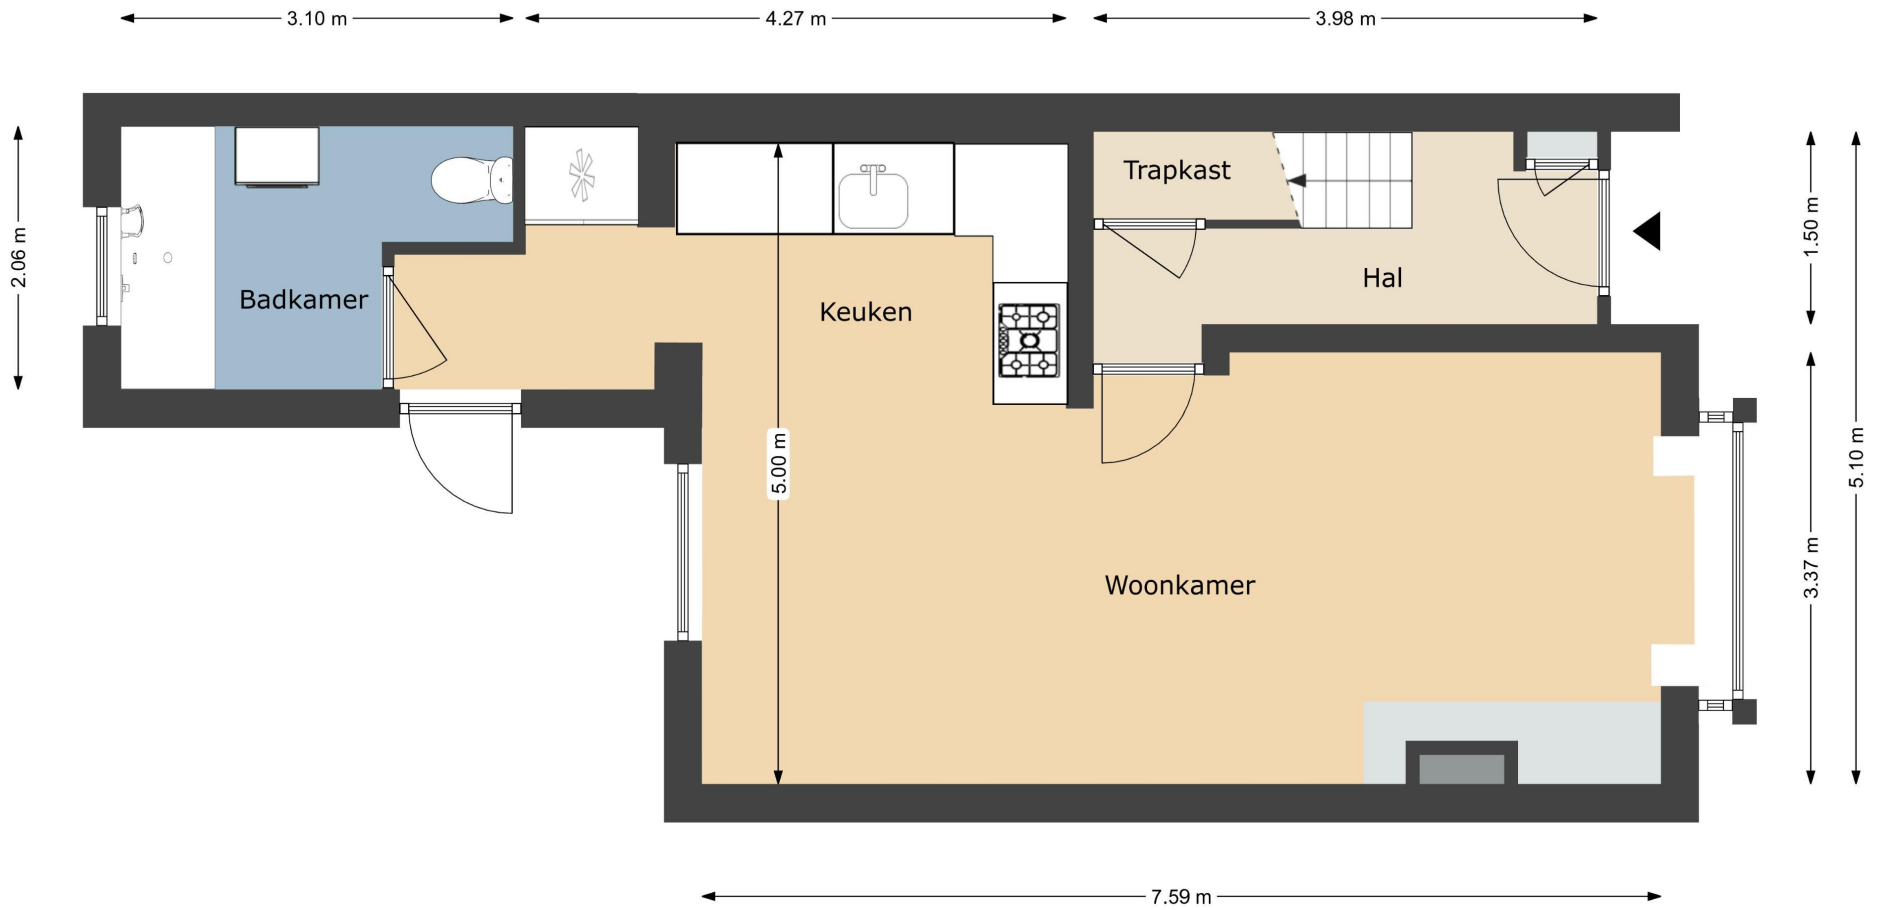 3.10 m
4.27 m
3.98 m
Trapkast
2.06 m
1.50 m
Hal
Badkamer
Keuken
5.00 m
5.10 m
3.37 m
Woonkamer
7.59 m